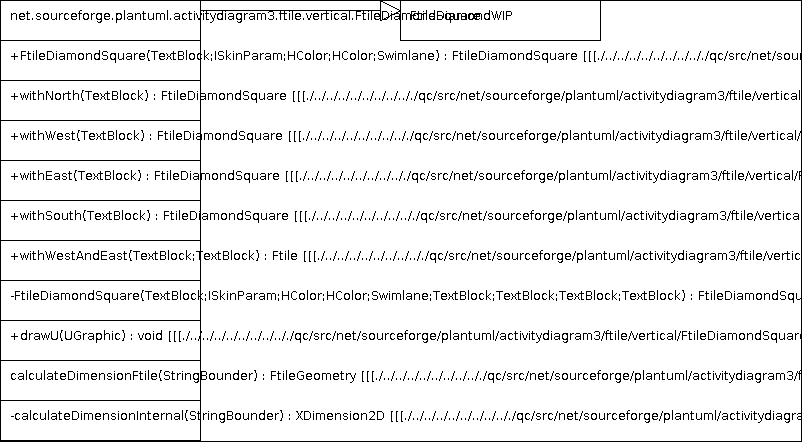 net.sourceforge.plantuml.activitydiagram3.ftile.vertical.FtileDiamondSquare FtileDiamondWIP
+FtileDiamondSquare(TextBlock;ISkinParam;HColor;HColor;Swimlane) : FtileDiamondSquare [[[./../../../../../../../../qc/src/net/sou
+withNorth(TextBlock) : FtileDiamondSquare [[[./../../../../../../../../qc/src/net/sourceforge/plantuml/activitydiagram3/ftile/vertical
+withWest(TextBlock) : FtileDiamondSquare [[[./../../../../../../../../qc/src/net/sourceforge/plantuml/activitydiagram3/ftile/vertical/
+withEast(TextBlock) : FtileDiamondSquare [[[./../../../../../../../../qc/src/net/sourceforge/plantuml/activitydiagram3/ftile/vertical/F
+withSouth(TextBlock) : FtileDiamondSquare [[[./../../../../../../../../qc/src/net/sourceforge/plantuml/activitydiagram3/ftile/vertica
+withWestAndEast(TextBlock;TextBlock) : Ftile [[[./../../../../../../../../qc/src/net/sourceforge/plantuml/activitydiagram3/ftile/vertic
-FtileDiamondSquare(TextBlock;ISkinParam;HColor;HColor;Swimlane;TextBlock;TextBlock;TextBlock;TextBlock) : FtileDiamondSqu
+drawU(UGraphic) : void [[[./../../../../../../../../qc/src/net/sourceforge/plantuml/activitydiagram3/ftile/vertical/FtileDiamondSquare
calculateDimensionFtile(StringBounder) : FtileGeometry [[[./../../../../../../../../qc/src/net/sourceforge/plantuml/activitydiagram3/f
-calculateDimensionInternal(StringBounder) : XDimension2D [[[./../../../../../../../../qc/src/net/sourceforge/plantuml/activitydiagra